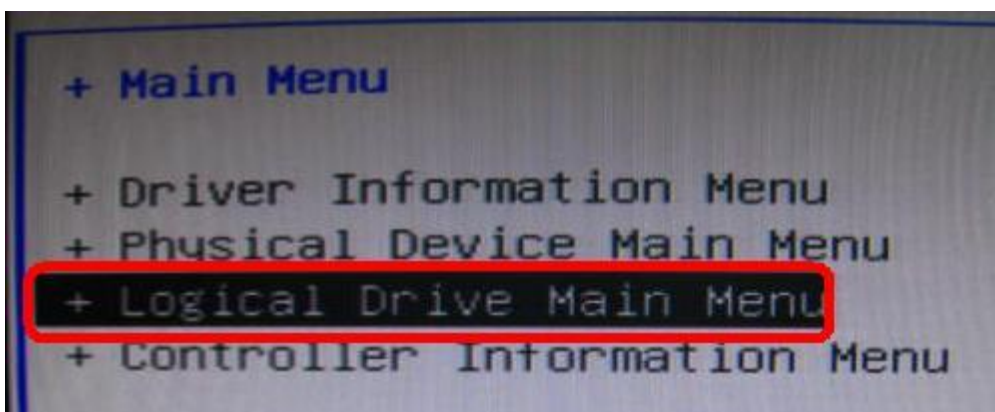 + Main Menu
+ Driver Information Menu
+ Physical Device Main Menu
+ Logical Drive Main Menu
+ Controller Information Menu